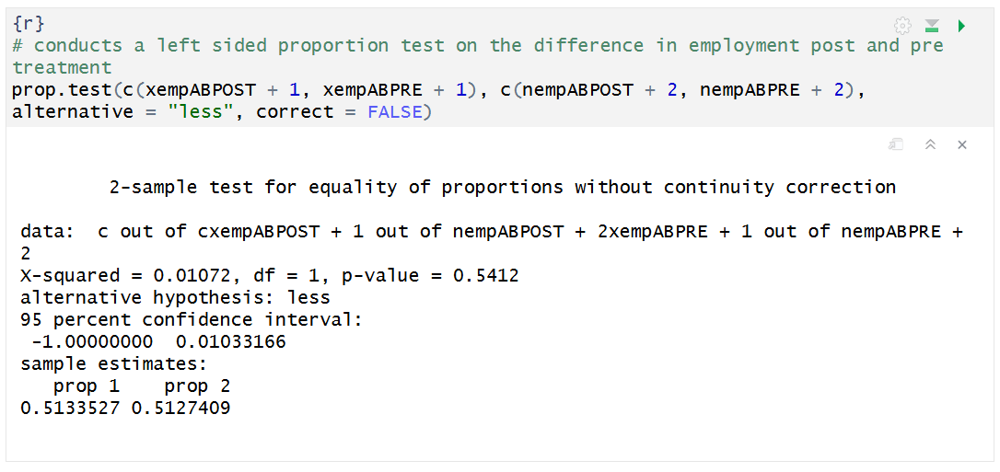 {r}
# conducts a left sided proportion test on the difference in employment post and pre
treatment
prop.test(c(xempABPOST + 1, xempABPRE + 1), c(nempABPOST + 2, nempABPRE + 2),
alternative = "less", correct = FALSE)
2-sample test for equality of proportions without continuity correction
data:  c out of cxempABPOST + 1 out of nempABPOST + 2xempABPRE + 1 out of nempABPRE +
2
X-squared = 0.01072, df = 1, p-value = 0.5412
alternative hypothesis: less
95 percent confidence interval:
-1.00000000  0.01033166
sample estimates:
prop 1    prop 2
0.5133527 0.5127409